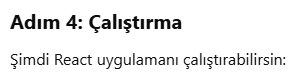 Adım 4: Çalıştırma
Şimdi React uygulamanı çalıştırabilirsin: